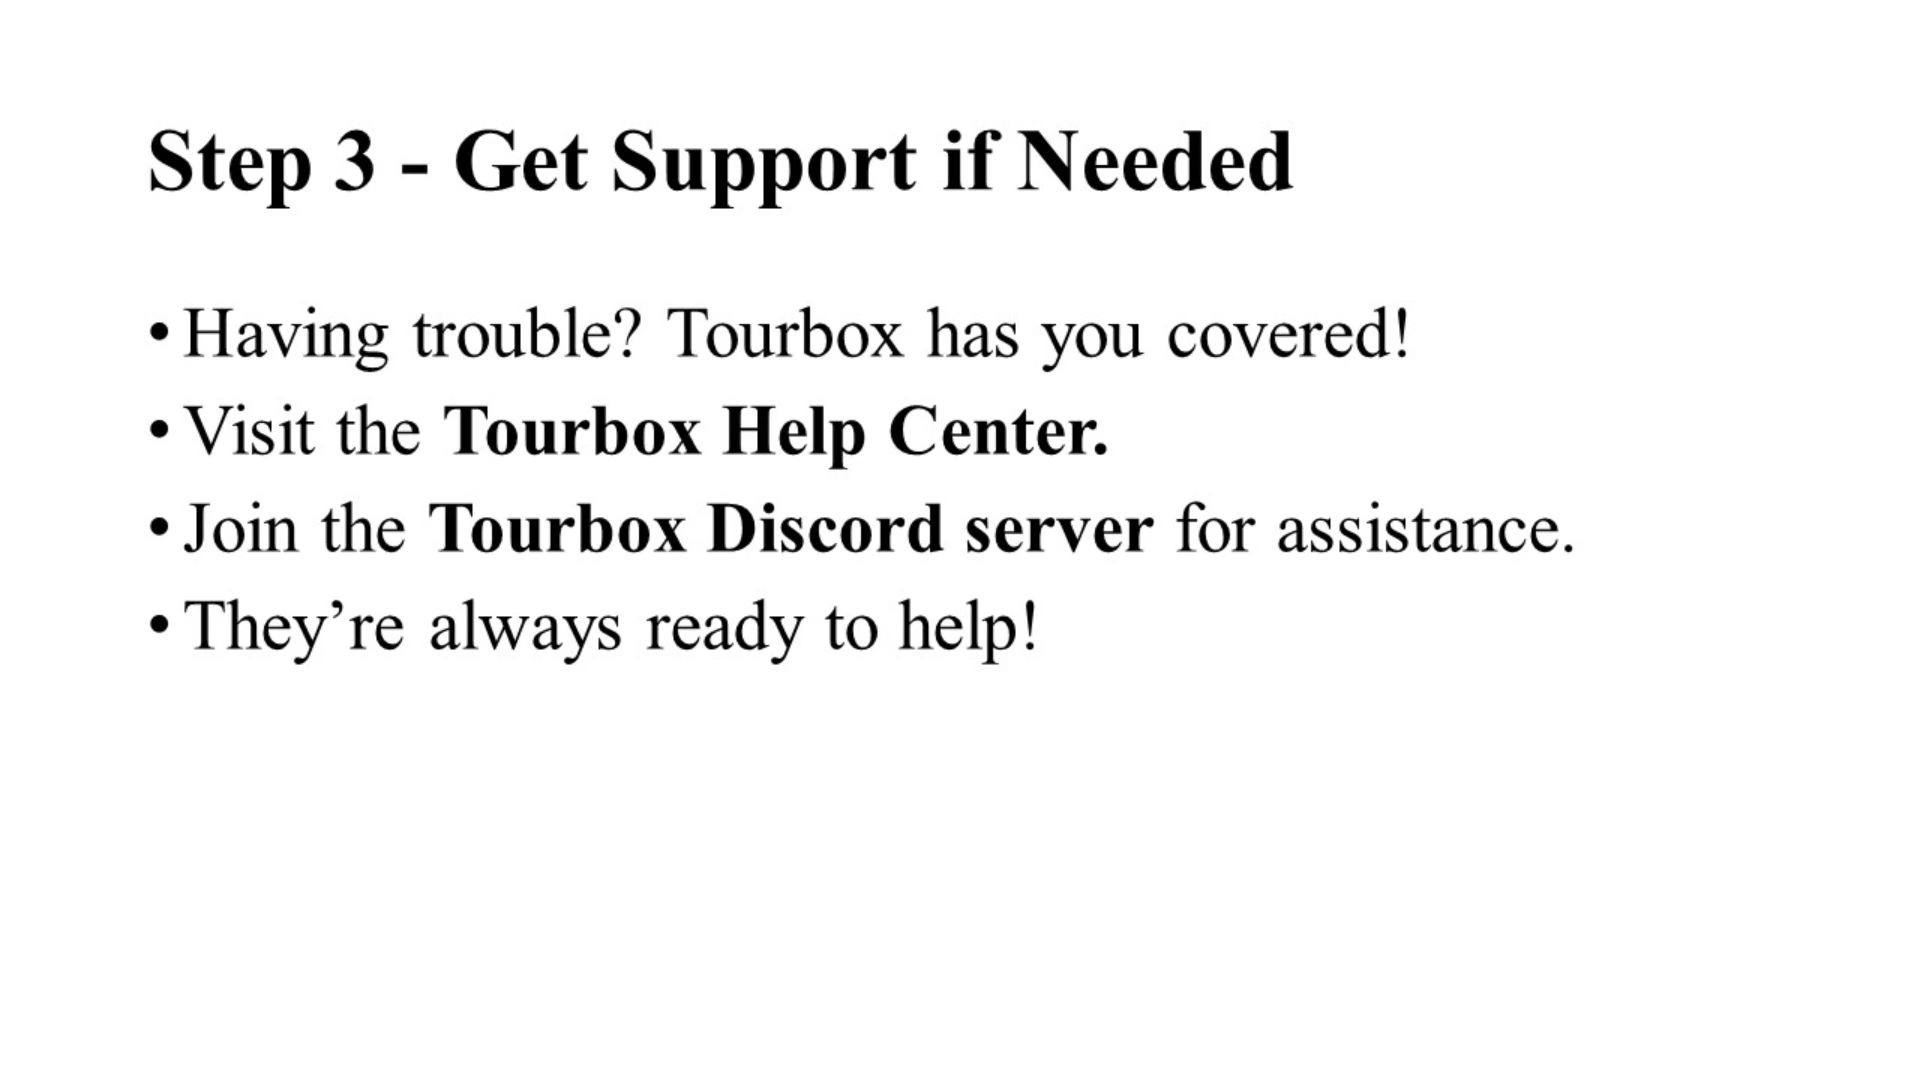 Step 3 - Get Support if Needed
• Having trouble? Tourbox has you covered!
• Visit the Tourbox Help Center.
• Join the Tourbox Discord server for assistance.
• They’re always ready to help!